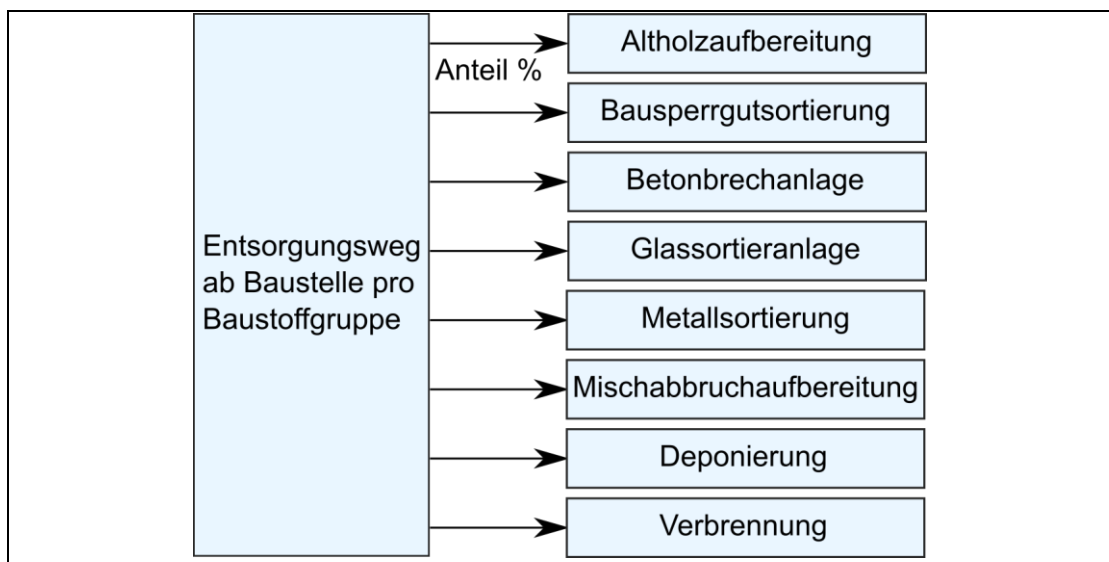 Entsorgungsweg
ab Baustelle pro
Baustoffgruppe
Anteil %
Altholzaufbereitung
Bausperrgutsortierung
Betonbrechanlage
Glassortieranlage
Metallsortierung
Mischabbruchaufbereitung
Deponierung
Verbrennung